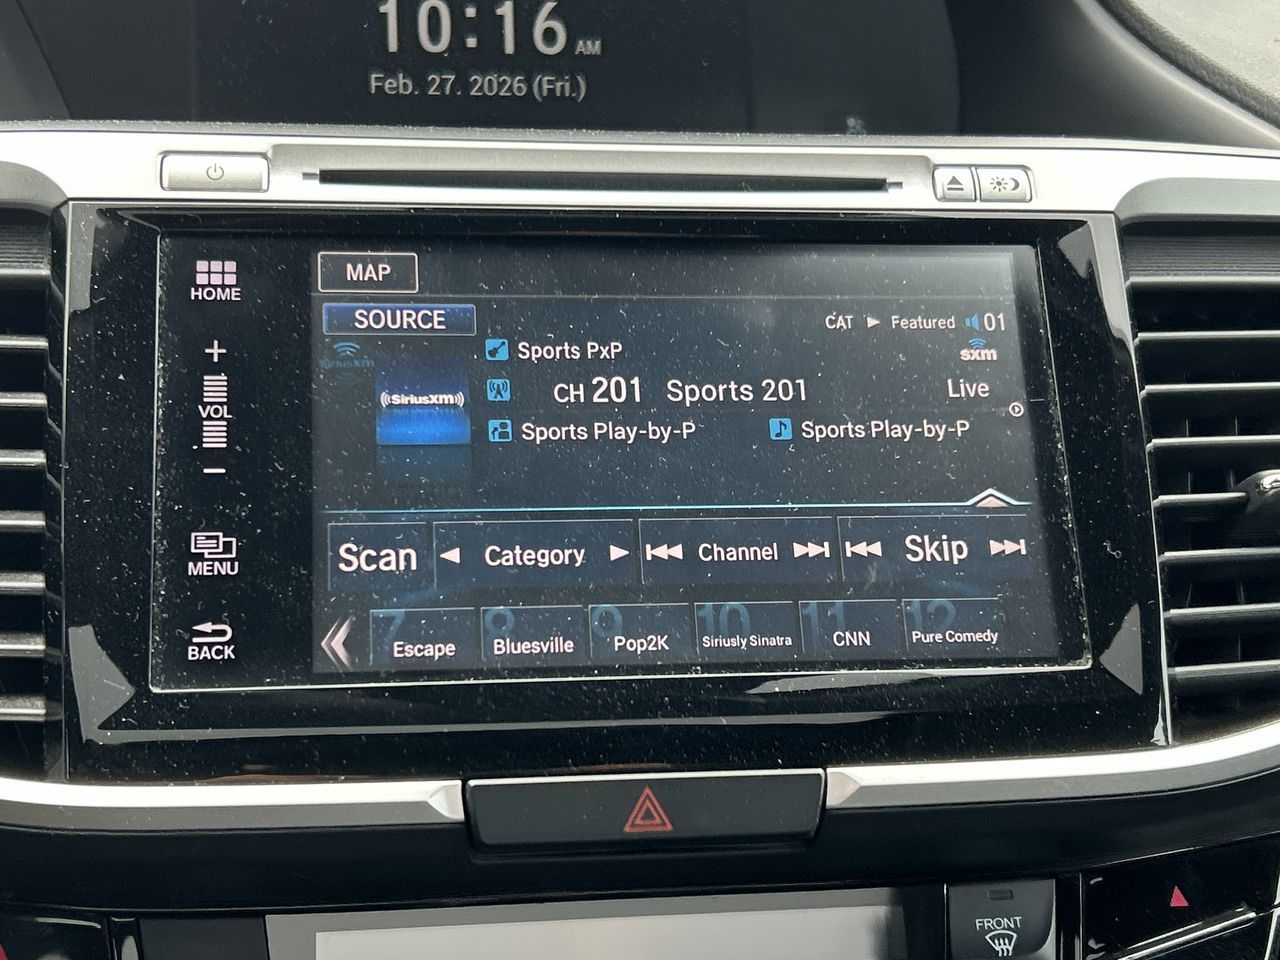 10:16 AM
Feb. 27. 2026 (Fri.)
HOME
+
VOL
−
MENU
BACK
MAP
SOURCE
CAT ► Featured 01
Sports PxP
sxm
((SiriusXM))
CH 201 Sports 201
Live
Sports Play-by-P
Sports Play-by-P
Scan
◄ Category ►
Channel
Skip
7 Escape
8 Bluesville
9 Pop2K
10 Siriusly Sinatra
11 CNN
12 Pure Comedy
FRONT